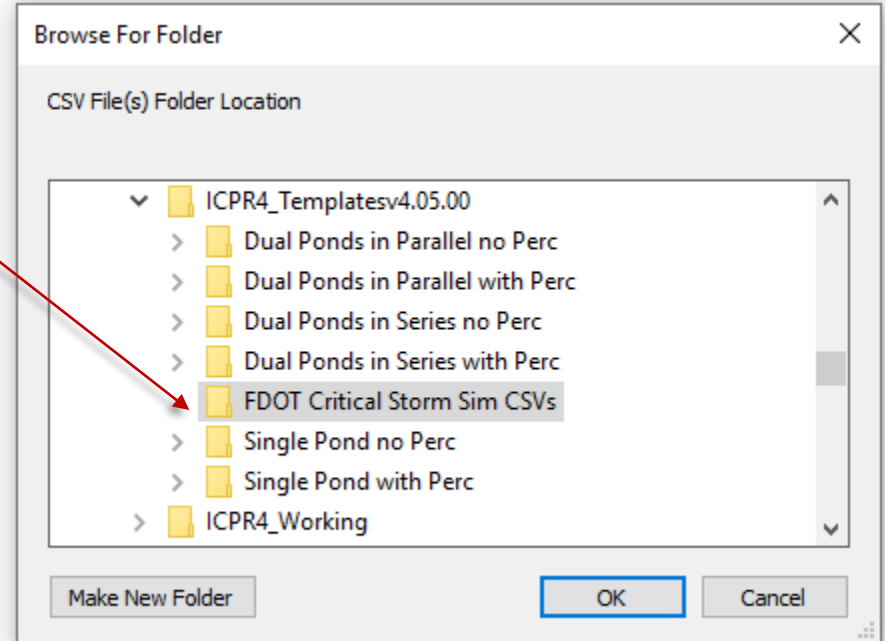 Browse For Folder
CSV File(s) Folder Location
ICPR4_Templatesv4.05.00
Dual Ponds in Parallel no Perc
Dual Ponds in Parallel with Perc
Dual Ponds in Series no Perc
Dual Ponds in Series with Perc
FDOT Critical Storm Sim CSVs
Single Pond no Perc
Single Pond with Perc
ICPR4_Working
Make New Folder OK Cancel